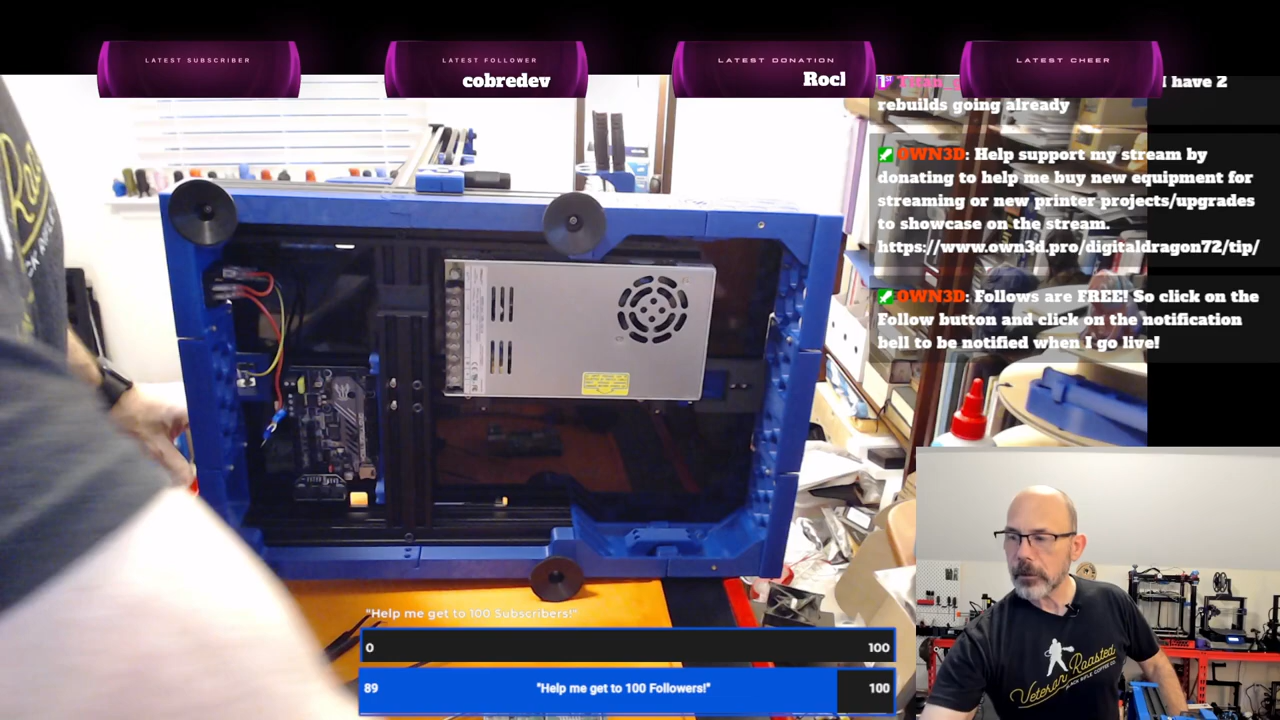 LATEST SUBSCRIBER
LATEST FOLLOWER
cobredev
LATEST DONATION
Rocl
LATEST CHEER
I have 2
rebuilds going already
OWN3D: Help support my stream by
donating to help me buy new equipment for
streaming or new printer projects/upgrades
to showcase on the stream.
https://www.own3d.pro/digitaldragon72/tip/
OWN3D: Follows are FREE! So click on the
Follow button and click on the notification
bell to be notified when I go live!
"Help me get to 100 Subscribers!"
0 100
89 "Help me get to 100 Followers!" 100
Veteran Roasted
BLACK RIFLE COFFEE CO.